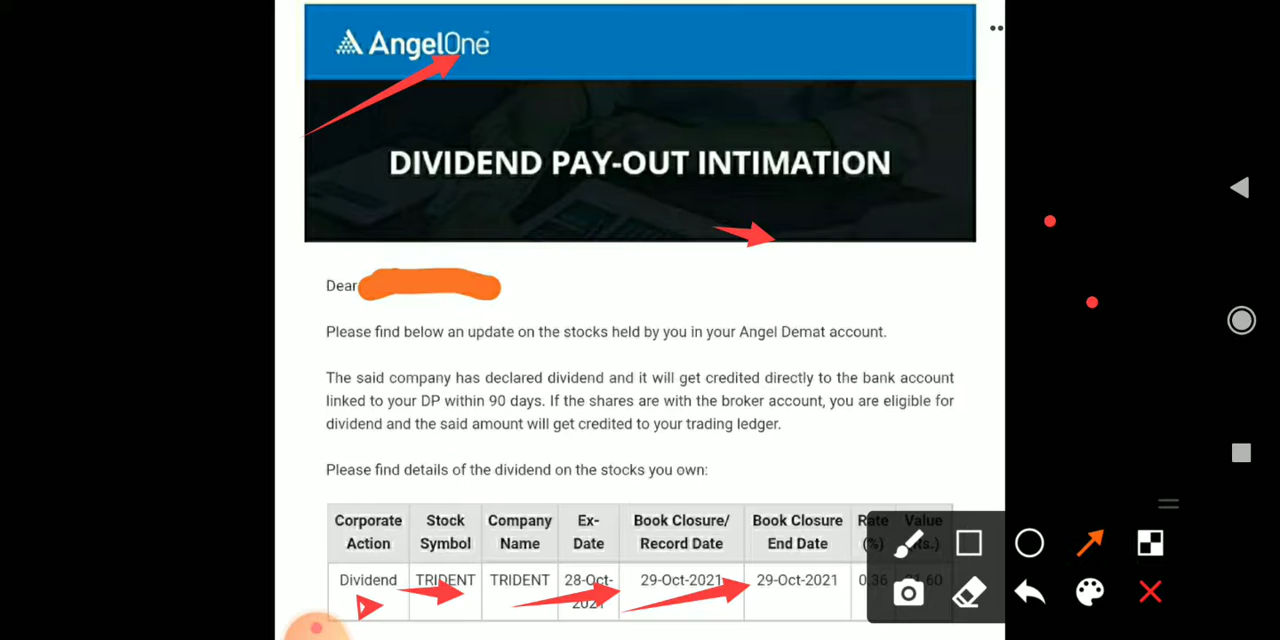 AngelOne
DIVIDEND PAY-OUT INTIMATION
Dear
Please find below an update on the stocks held by you in your Angel Demat account.
The said company has declared dividend and it will get credited directly to the bank account
linked to your DP within 90 days. If the shares are with the broker account, you are eligible for
dividend and the said amount will get credited to your trading ledger.
Please find details of the dividend on the stocks you own:
Corporate Action Stock Symbol Company Name Ex-Date Book Closure/ Record Date Book Closure End Date Rate (%) Value
Dividend TRIDENT TRIDENT 28-Oct-2021 29-Oct-2021 29-Oct-2021 0.36